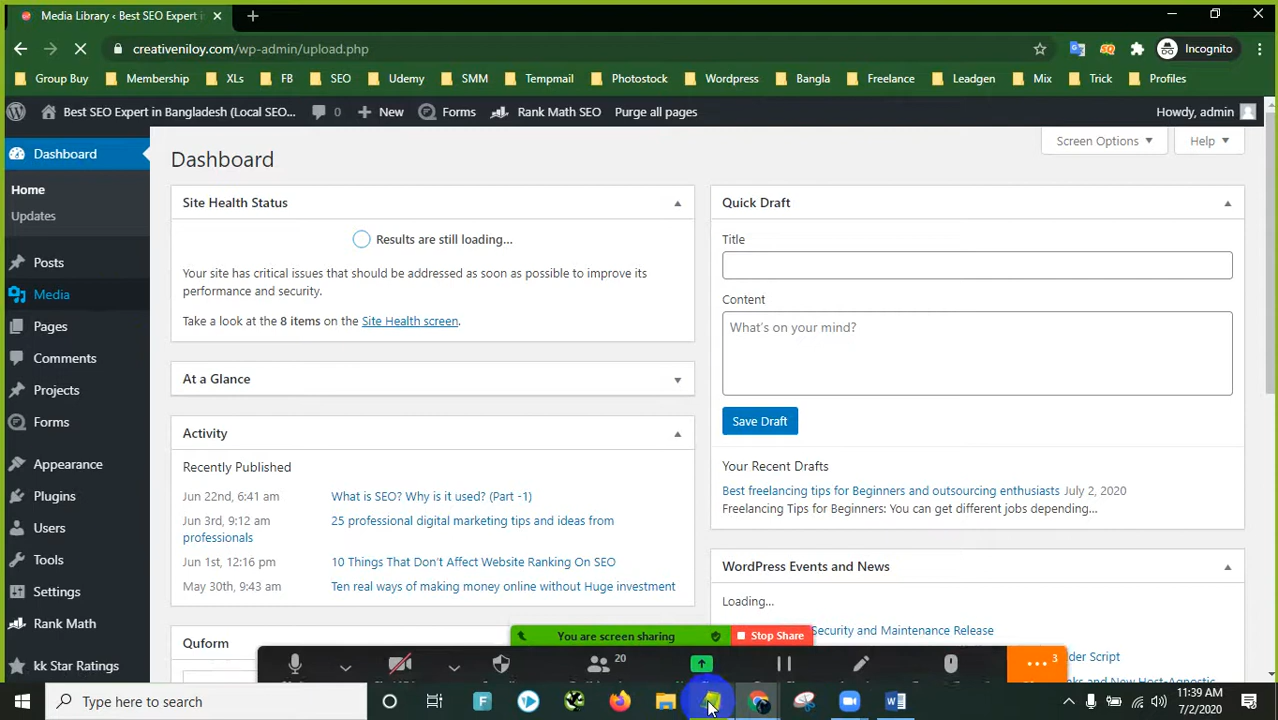 Media Library ‹ Best SEO Expert in
creativeniloy.com/wp-admin/upload.php
Incognito
Group Buy Membership XLs FB SEO Udemy SMM Tempmail Photostock Wordpress Bangla Freelance Leadgen Mix Trick Profiles
Best SEO Expert in Bangladesh (Local SEO... 0 New Forms Rank Math SEO Purge all pages Howdy, admin
Screen Options Help
Dashboard
Home
Updates
Posts
Media
Pages
Comments
Projects
Forms
Appearance
Plugins
Users
Tools
Settings
Rank Math
kk Star Ratings
Dashboard
Site Health Status
Results are still loading...
Your site has critical issues that should be addressed as soon as possible to improve its
performance and security.
Take a look at the 8 items on the Site Health screen.
At a Glance
Activity
Recently Published
Jun 22nd, 6:41 am What is SEO? Why is it used? (Part -1)
Jun 3rd, 9:12 am 25 professional digital marketing tips and ideas from
professionals
Jun 1st, 12:16 pm 10 Things That Don't Affect Website Ranking On SEO
May 30th, 9:43 am Ten real ways of making money online without Huge investment
Quform
Quick Draft
Title
Content
What's on your mind?
Save Draft
Your Recent Drafts
Best freelancing tips for Beginners and outsourcing enthusiasts July 2, 2020
Freelancing Tips for Beginners: You can get different jobs depending...
WordPress Events and News
Loading...
Security and Maintenance Release
der Script
ks and New Host-Agnostic
You are screen sharing Stop Share
20
3
Type here to search
11:39 AM
7/2/2020